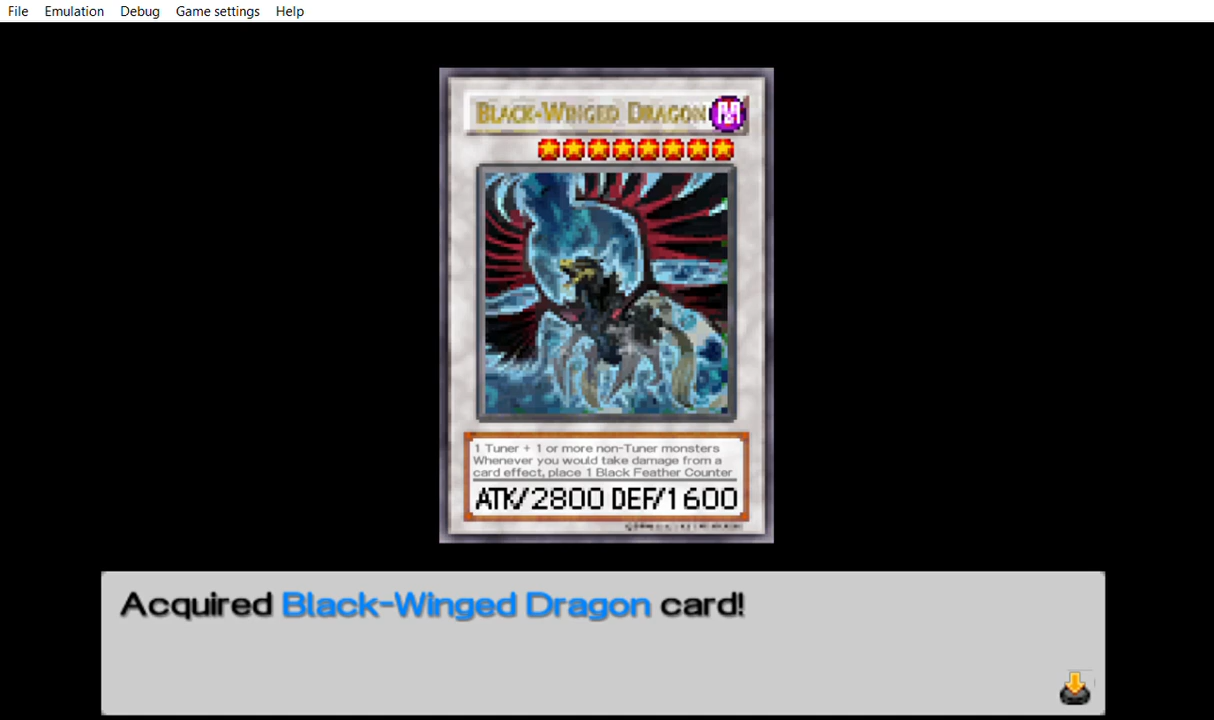 File Emulation Debug Game settings Help
Black-Winged Dragon
1 Tuner + 1 or more non-Tuner monsters
Whenever you would take damage from a
card effect, place 1 Black Feather Counter
ATK/2800 DEF/1600
Acquired Black-Winged Dragon card!